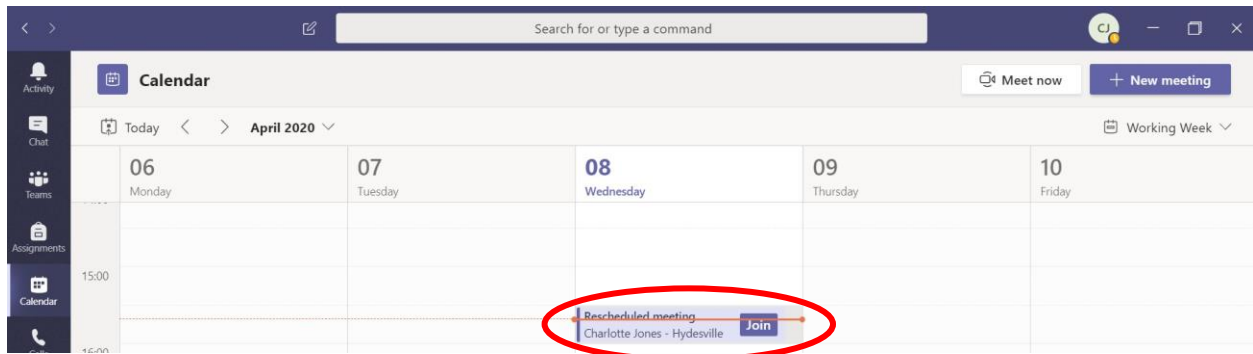 Search for or type a command
CJ
Activity
Calendar
Meet now
+ New meeting
Chat
Today
April 2020
Working Week
Teams
06
Monday
07
Tuesday
08
Wednesday
09
Thursday
10
Friday
Assignments
15:00
Calendar
Rescheduled meeting
Charlotte Jones - Hydesville
Join
16:00